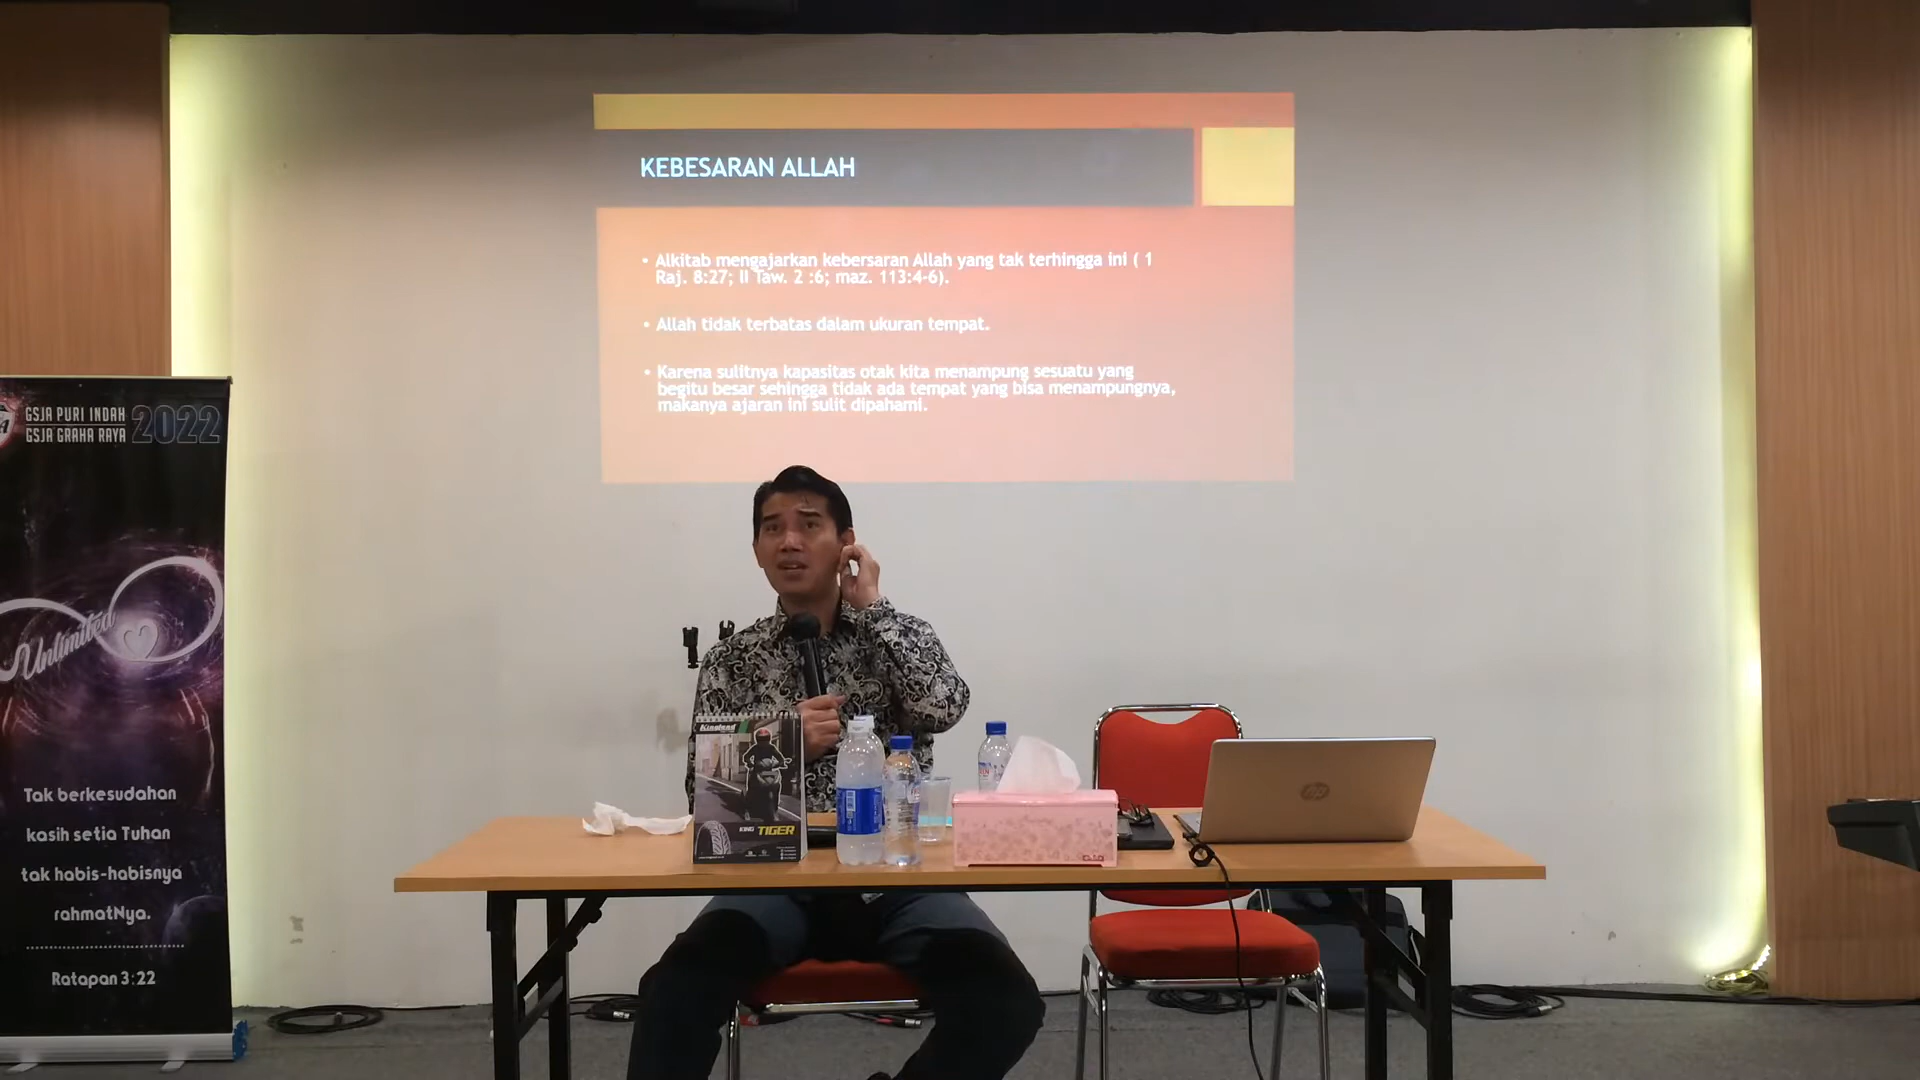 KEBESARAN ALLAH
• Alkitab mengajarkan kebersaran Allah yang tak terhingga ini ( 1
Raj. 8:27; II Taw. 2 :6; maz. 113:4-6).
• Allah tidak terbatas dalam ukuran tempat.
• Karena sulitnya kapasitas otak kita menampung sesuatu yang
begitu besar sehingga tidak ada tempat yang bisa menampungnya,
makanya ajaran ini sulit dipahami.
GSJA PURI INDAH
GSJA GRAHA RAYA
2022
Unlimited
Tak berkesudahan
kasih setia Tuhan
tak habis-habisnya
rahmatNya.
Ratapan 3:22
Kingland
KING TIGER
hp